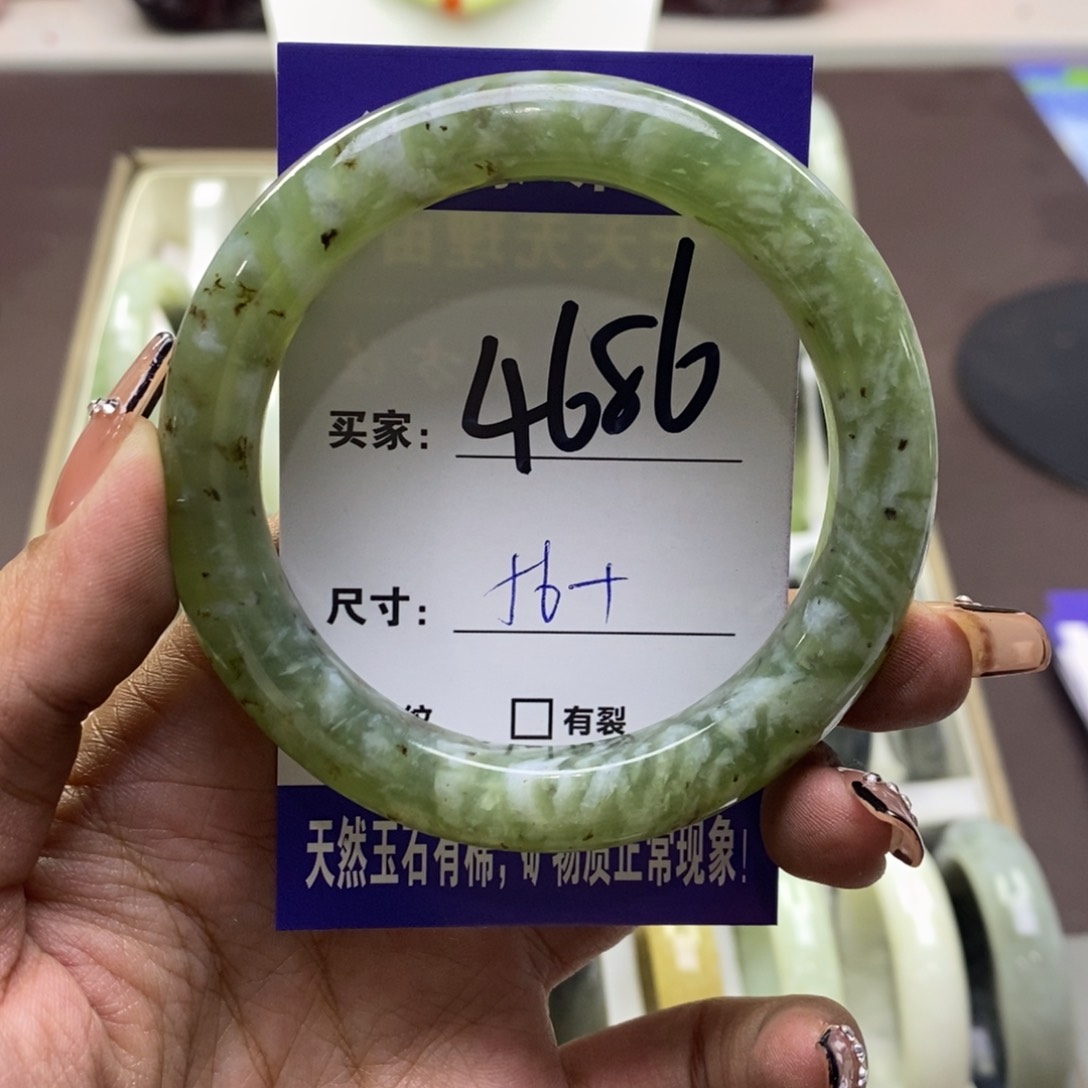 买家: 4686
尺寸: 56+
纹 □有裂
天然玉石有棉，矿物质正常现象！